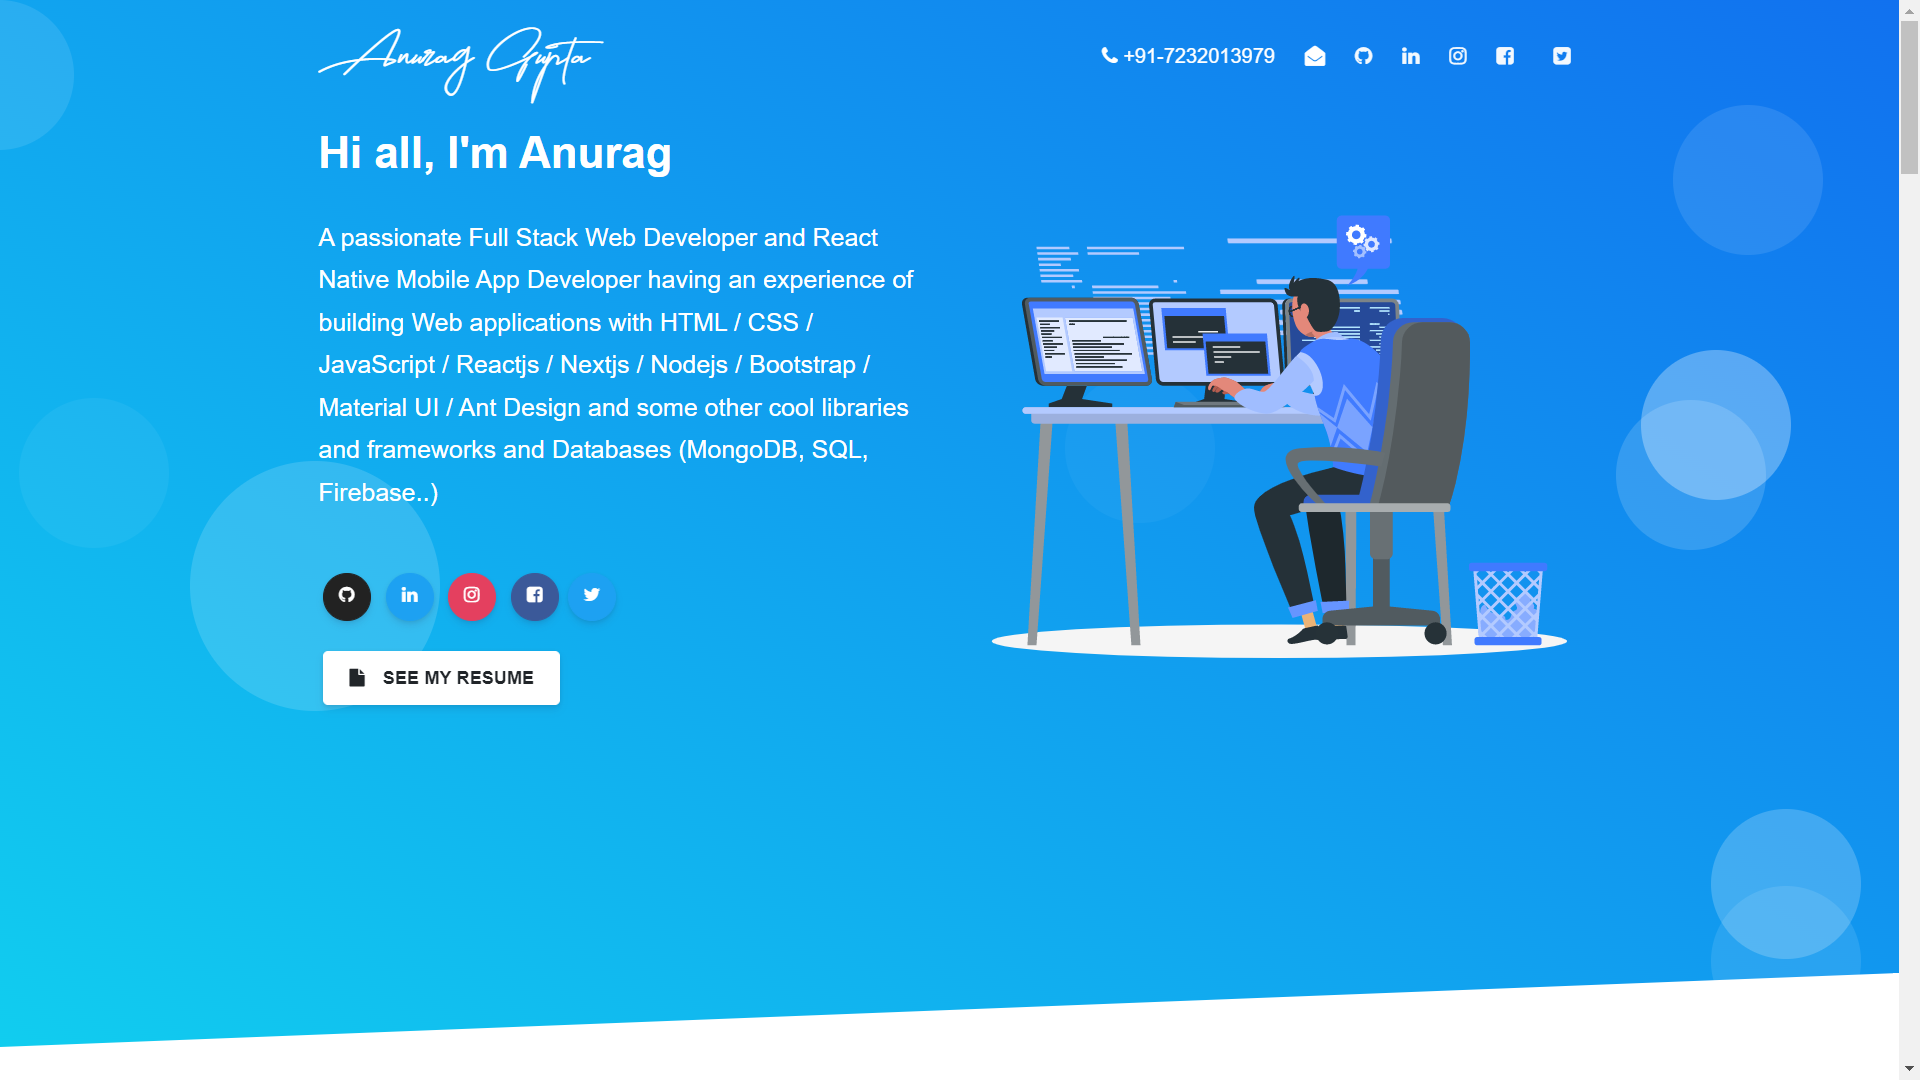 Anurag Gupta
+91-7232013979
Hi all, I'm Anurag
A passionate Full Stack Web Developer and React
Native Mobile App Developer having an experience of
building Web applications with HTML / CSS /
JavaScript / Reactjs / Nextjs / Nodejs / Bootstrap /
Material UI / Ant Design and some other cool libraries
and frameworks and Databases (MongoDB, SQL,
Firebase..)
SEE MY RESUME